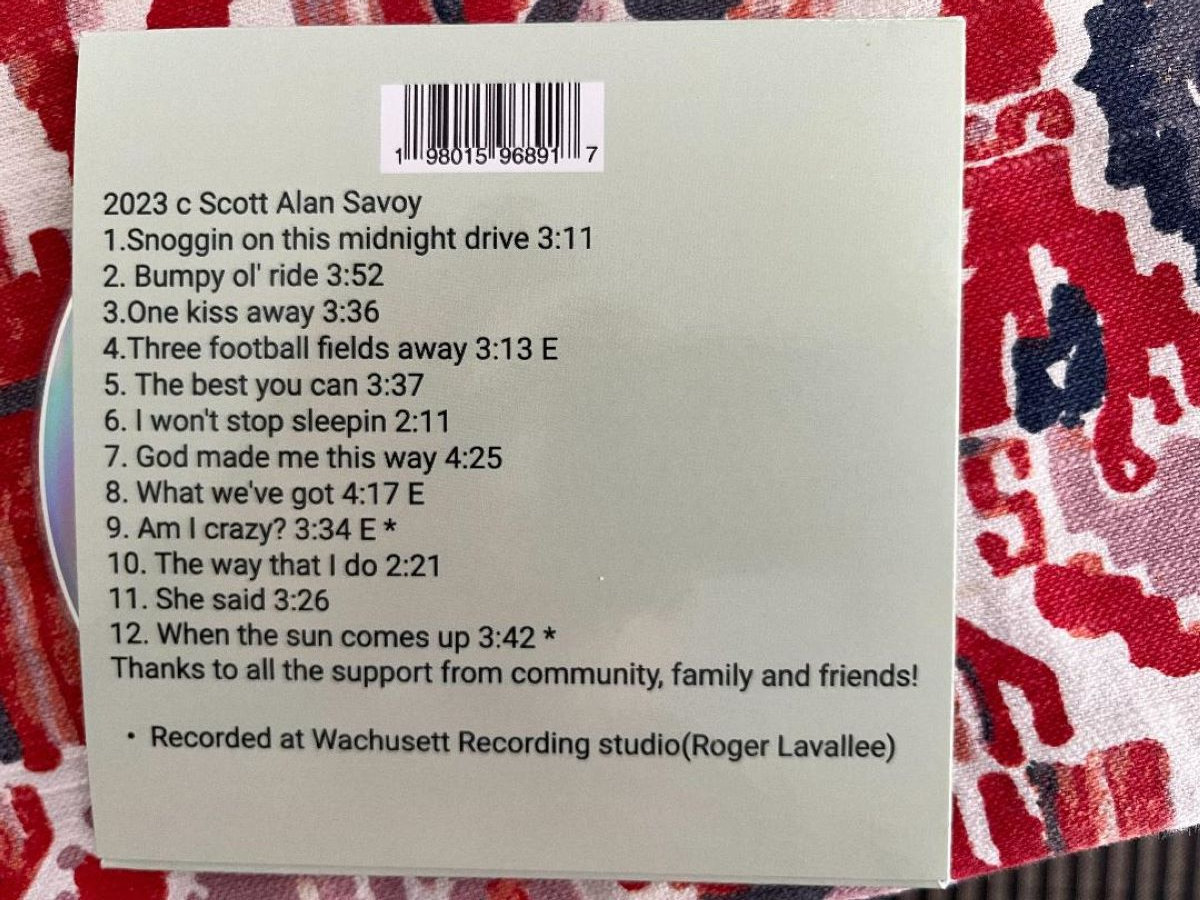 1 98015 96891 7
2023 c Scott Alan Savoy
1.Snoggin on this midnight drive 3:11
2. Bumpy ol' ride 3:52
3.One kiss away 3:36
4.Three football fields away 3:13 E
5. The best you can 3:37
6. I won't stop sleepin 2:11
7. God made me this way 4:25
8. What we've got 4:17 E
9. Am I crazy? 3:34 E *
10. The way that I do 2:21
11. She said 3:26
12. When the sun comes up 3:42 *
Thanks to all the support from community, family and friends!
• Recorded at Wachusett Recording studio(Roger Lavallee)